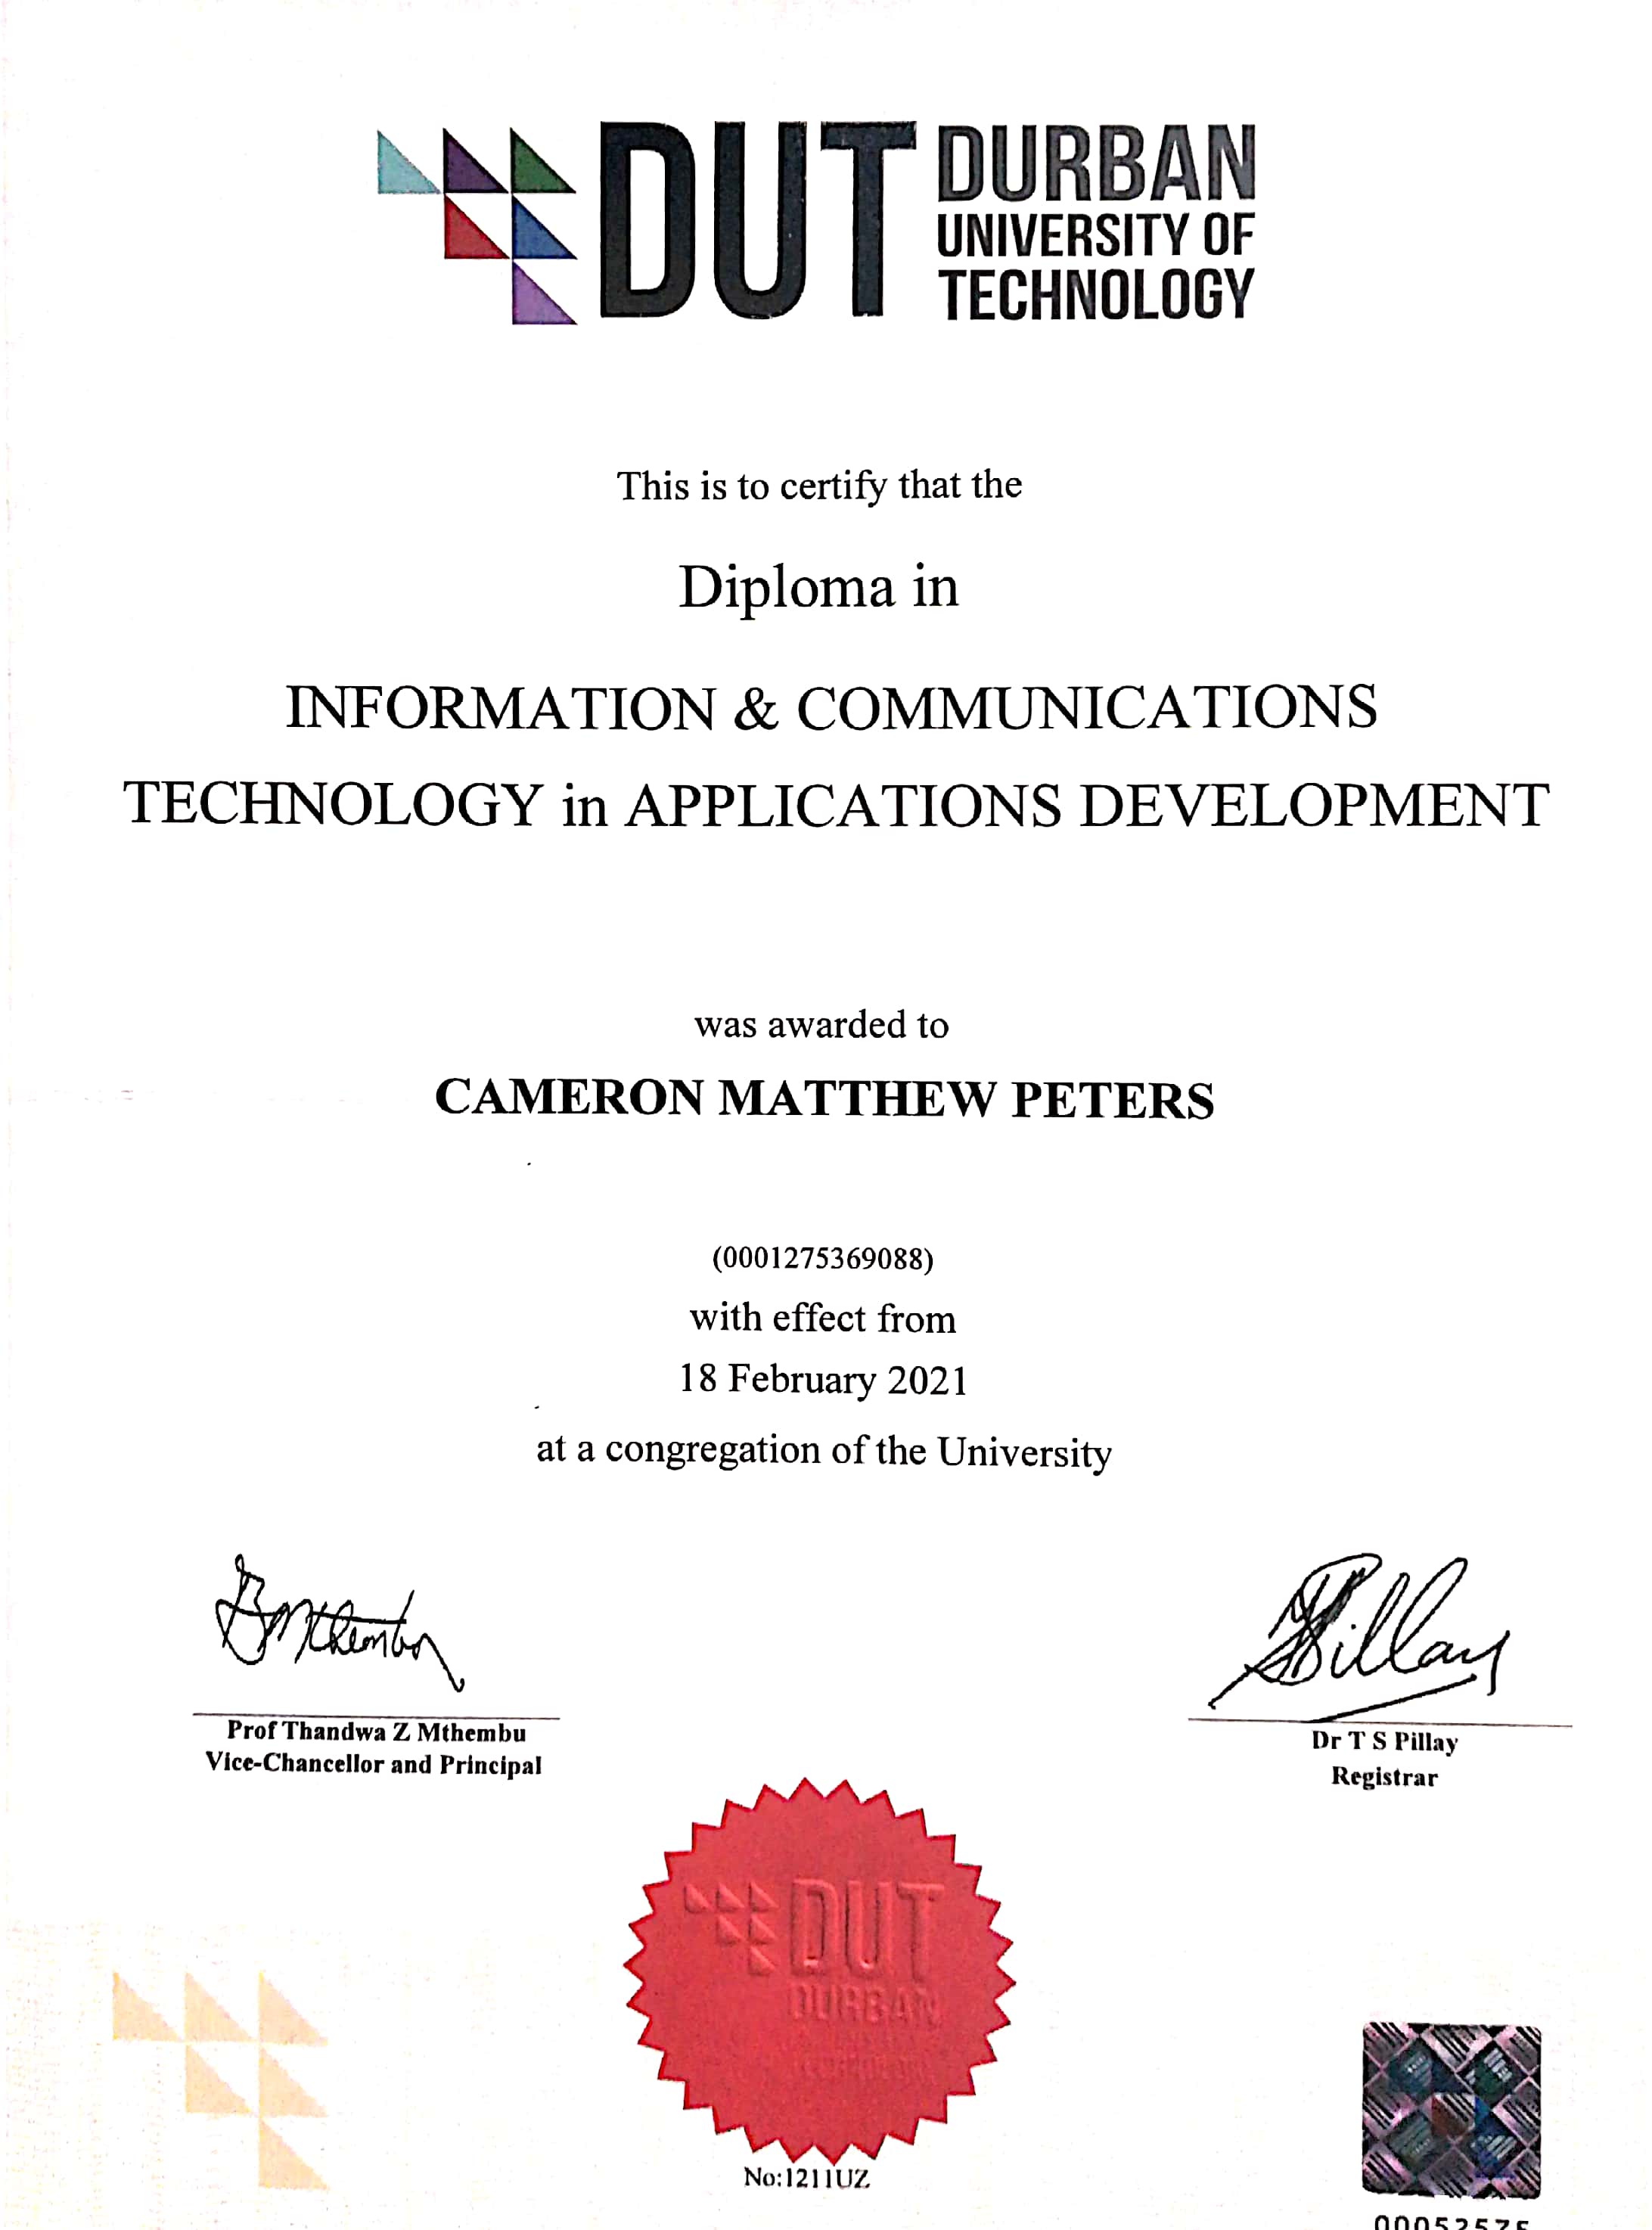 DUT DURBAN
UNIVERSITY OF
TECHNOLOGY
This is to certify that the
Diploma in
INFORMATION & COMMUNICATIONS
TECHNOLOGY in APPLICATIONS DEVELOPMENT
was awarded to
CAMERON MATTHEW PETERS
(0001275369088)
with effect from
18 February 2021
at a congregation of the University
Prof Thandwa Z Mthembu
Vice-Chancellor and Principal
Dr T S Pillay
Registrar
DUT
DURBAN
No:1211UZ